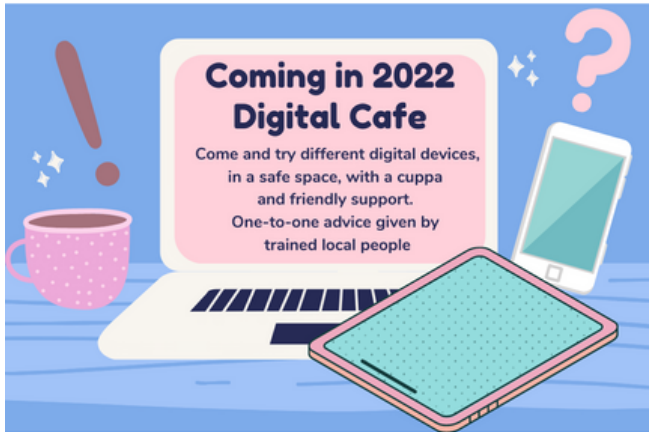 Coming in 2022
Digital Cafe
Come and try different digital devices,
in a safe space, with a cuppa
and friendly support.
One-to-one advice given by
trained local people